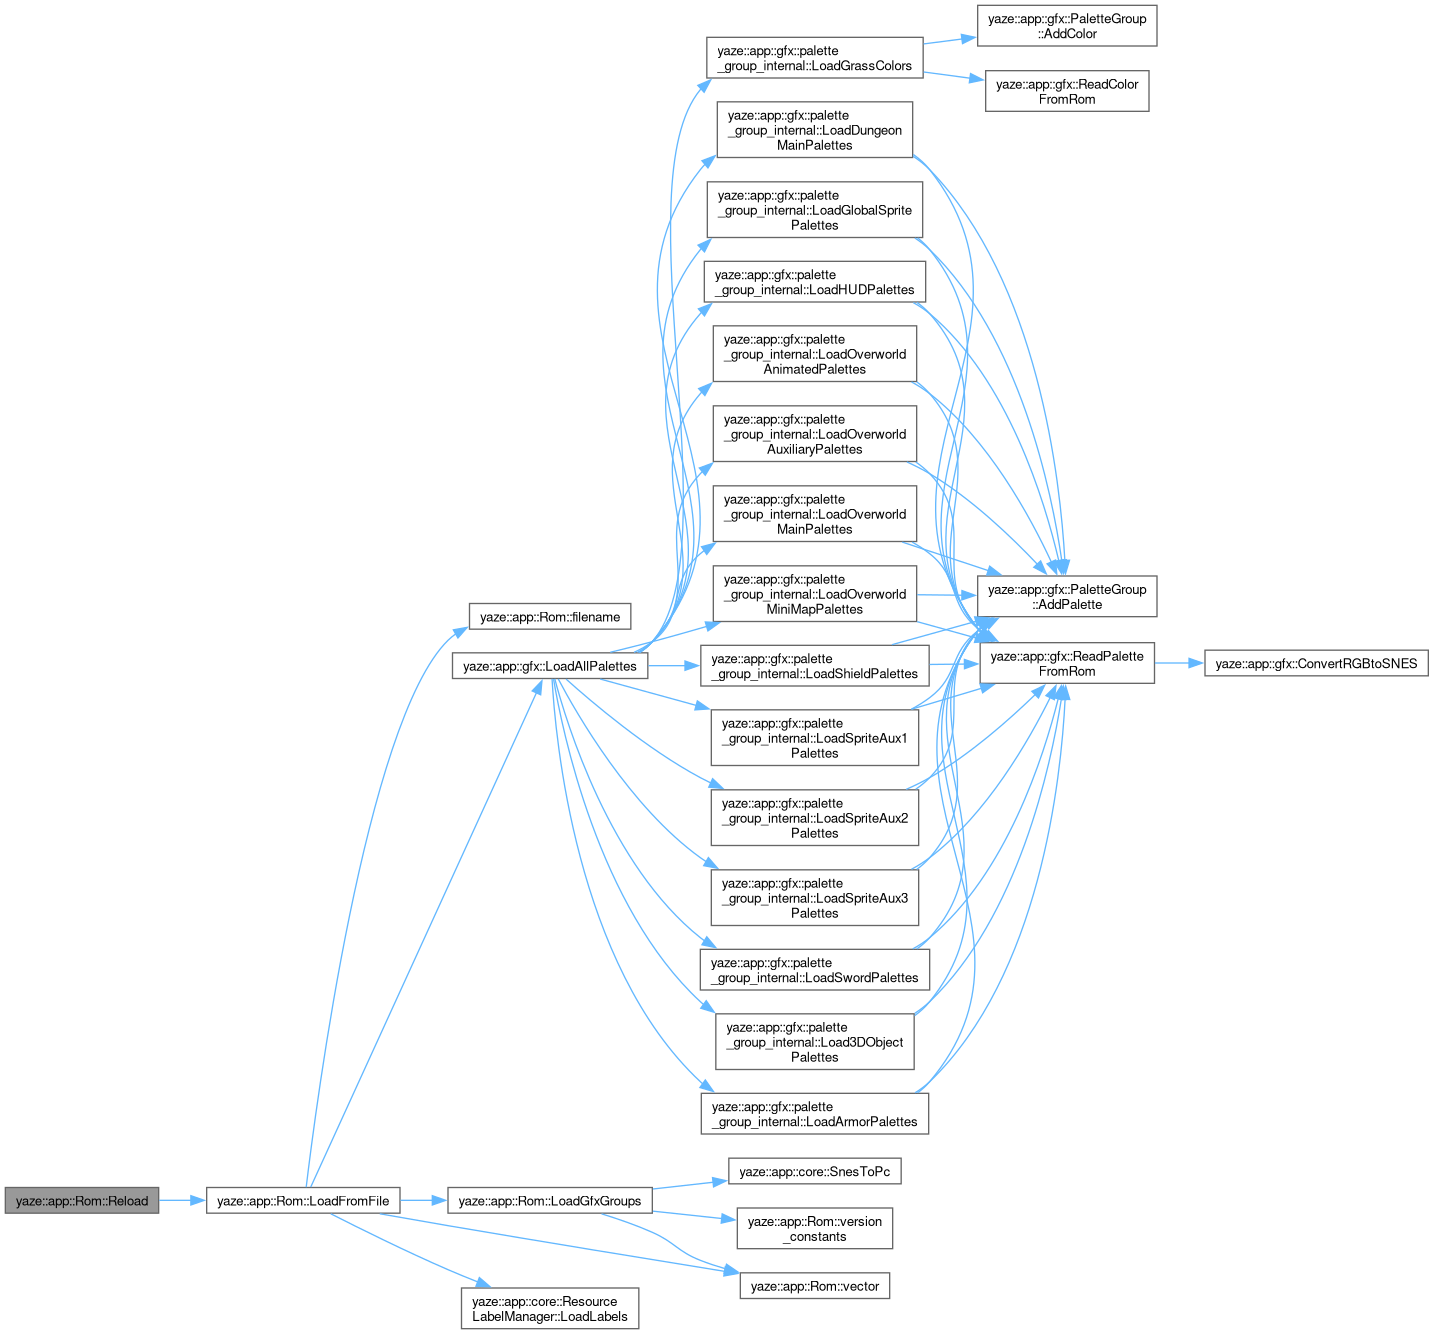 yaze::app::gfx::PaletteGroup
::AddColor
yaze::app::gfx::palette
_group_internal::LoadGrassColors
yaze::app::gfx::ReadColor
FromRom
yaze::app::gfx::palette
_group_internal::LoadDungeon
MainPalettes
yaze::app::gfx::palette
_group_internal::LoadGlobalSprite
Palettes
yaze::app::gfx::palette
_group_internal::LoadHUDPalettes
yaze::app::gfx::palette
_group_internal::LoadOverworld
AnimatedPalettes
yaze::app::gfx::palette
_group_internal::LoadOverworld
AuxiliaryPalettes
yaze::app::gfx::palette
_group_internal::LoadOverworld
MainPalettes
yaze::app::gfx::palette
_group_internal::LoadOverworld
MiniMapPalettes
yaze::app::gfx::PaletteGroup
::AddPalette
yaze::app::Rom::filename
yaze::app::gfx::LoadAllPalettes
yaze::app::gfx::palette
_group_internal::LoadShieldPalettes
yaze::app::gfx::ReadPalette
FromRom
yaze::app::gfx::ConvertRGBtoSNES
yaze::app::gfx::palette
_group_internal::LoadSpriteAux1
Palettes
yaze::app::gfx::palette
_group_internal::LoadSpriteAux2
Palettes
yaze::app::gfx::palette
_group_internal::LoadSpriteAux3
Palettes
yaze::app::gfx::palette
_group_internal::LoadSwordPalettes
yaze::app::gfx::palette
_group_internal::Load3DObject
Palettes
yaze::app::gfx::palette
_group_internal::LoadArmorPalettes
yaze::app::Rom::Reload
yaze::app::Rom::LoadFromFile
yaze::app::Rom::LoadGfxGroups
yaze::app::core::SnesToPc
yaze::app::Rom::version
_constants
yaze::app::Rom::vector
yaze::app::core::Resource
LabelManager::LoadLabels